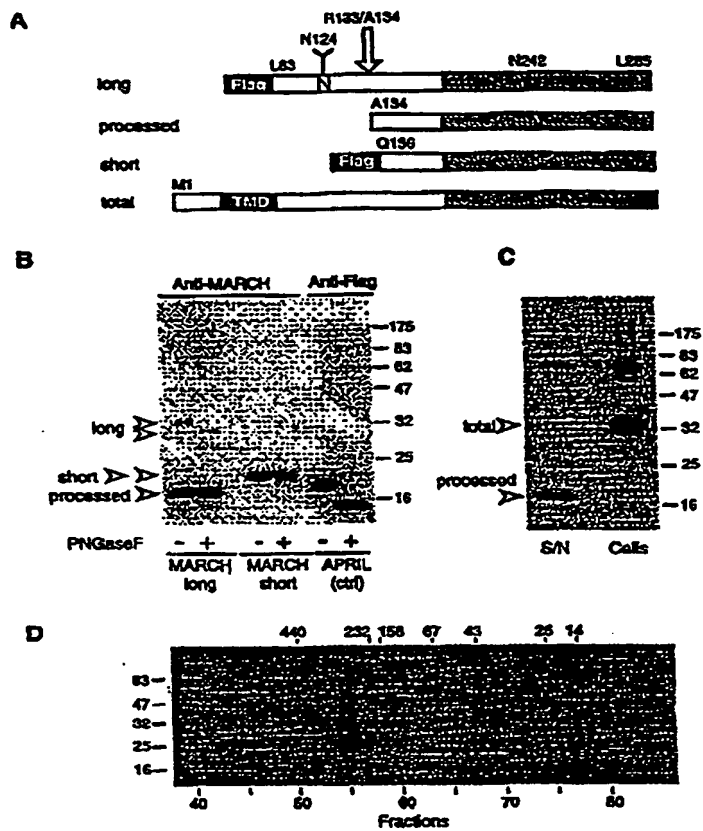 A
R133/A134
N124
L83
N242
L285
long
Flag
N
A134
processed
Q136
short
Flag
M1
total
TMD
B
Anti-MARCH
Anti-Flag
175
83
62
47
32
25
16
long
short
processed
PNGaseF
- + - + - +
MARCH long
MARCH short
APRIL (ctrl)
C
175
83
62
47
32
25
16
total
processed
S/N
Cells
D
440 232 158 67 43 25 14
83
47
32
25
16
40 50 60 70 80
Fractions